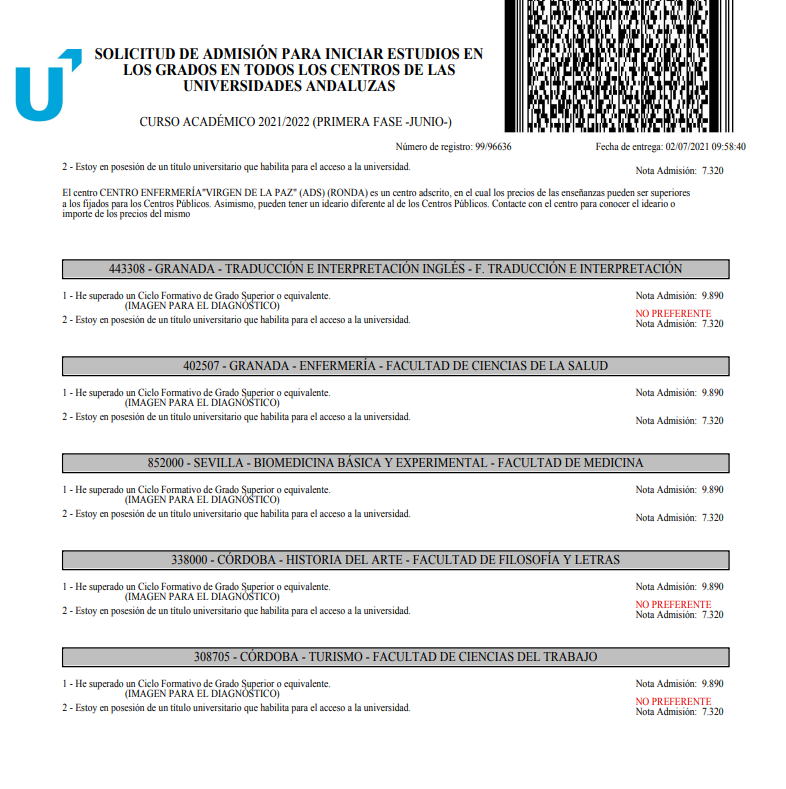 SOLICITUD DE ADMISIÓN PARA INICIAR ESTUDIOS EN
LOS GRADOS EN TODOS LOS CENTROS DE LAS
UNIVERSIDADES ANDALUZAS
CURSO ACADÉMICO 2021/2022 (PRIMERA FASE -JUNIO-)
Número de registro: 99/96636 Fecha de entrega: 02/07/2021 09:58:40
2 - Estoy en posesión de un título universitario que habilita para el acceso a la universidad. Nota Admisión: 7.320
El centro CENTRO ENFERMERÍA"VIRGEN DE LA PAZ" (ADS) (RONDA) es un centro adscrito, en el cual los precios de las enseñanzas pueden ser superiores
a los fijados para los Centros Públicos. Asimismo, pueden tener un ideario diferente al de los Centros Públicos. Contacte con el centro para conocer el ideario o
importe de los precios del mismo
443308 - GRANADA - TRADUCCIÓN E INTERPRETACIÓN INGLÉS - F. TRADUCCIÓN E INTERPRETACIÓN
1 - He superado un Ciclo Formativo de Grado Superior o equivalente. Nota Admisión: 9.890
(IMAGEN PARA EL DIAGNÓSTICO)
NO PREFERENTE
2 - Estoy en posesión de un título universitario que habilita para el acceso a la universidad. Nota Admisión: 7.320
402507 - GRANADA - ENFERMERÍA - FACULTAD DE CIENCIAS DE LA SALUD
1 - He superado un Ciclo Formativo de Grado Superior o equivalente. Nota Admisión: 9.890
(IMAGEN PARA EL DIAGNÓSTICO)
2 - Estoy en posesión de un título universitario que habilita para el acceso a la universidad. Nota Admisión: 7.320
852000 - SEVILLA - BIOMEDICINA BÁSICA Y EXPERIMENTAL - FACULTAD DE MEDICINA
1 - He superado un Ciclo Formativo de Grado Superior o equivalente. Nota Admisión: 9.890
(IMAGEN PARA EL DIAGNÓSTICO)
2 - Estoy en posesión de un título universitario que habilita para el acceso a la universidad. Nota Admisión: 7.320
338000 - CÓRDOBA - HISTORIA DEL ARTE - FACULTAD DE FILOSOFÍA Y LETRAS
1 - He superado un Ciclo Formativo de Grado Superior o equivalente. Nota Admisión: 9.890
(IMAGEN PARA EL DIAGNÓSTICO)
NO PREFERENTE
2 - Estoy en posesión de un título universitario que habilita para el acceso a la universidad. Nota Admisión: 7.320
308705 - CÓRDOBA - TURISMO - FACULTAD DE CIENCIAS DEL TRABAJO
1 - He superado un Ciclo Formativo de Grado Superior o equivalente. Nota Admisión: 9.890
(IMAGEN PARA EL DIAGNÓSTICO)
NO PREFERENTE
2 - Estoy en posesión de un título universitario que habilita para el acceso a la universidad. Nota Admisión: 7.320